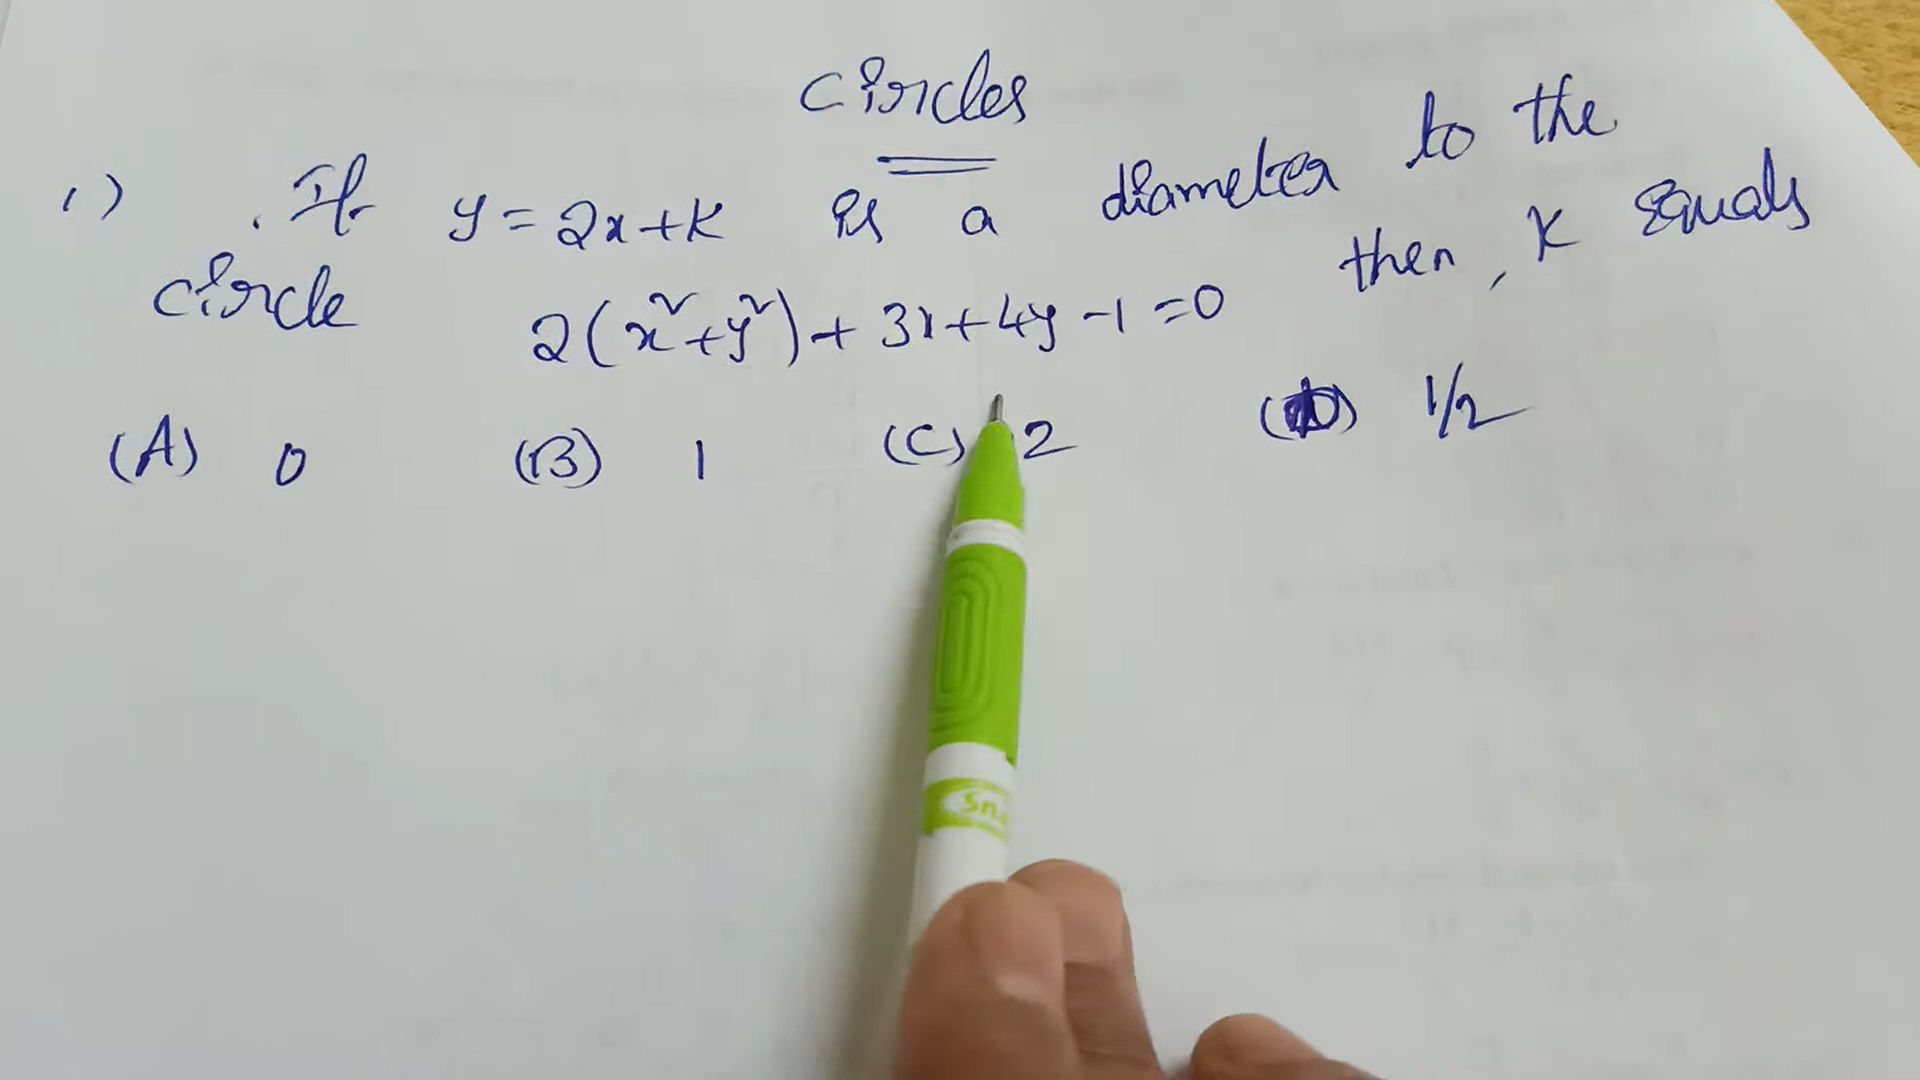 Circles
1) . If y = 2x+k is a diameter to the
circle 2(x²+y²) + 3x+4y-1=0 then, k equals
(A) 0 (B) 1 (C) 2 (D) 1/2